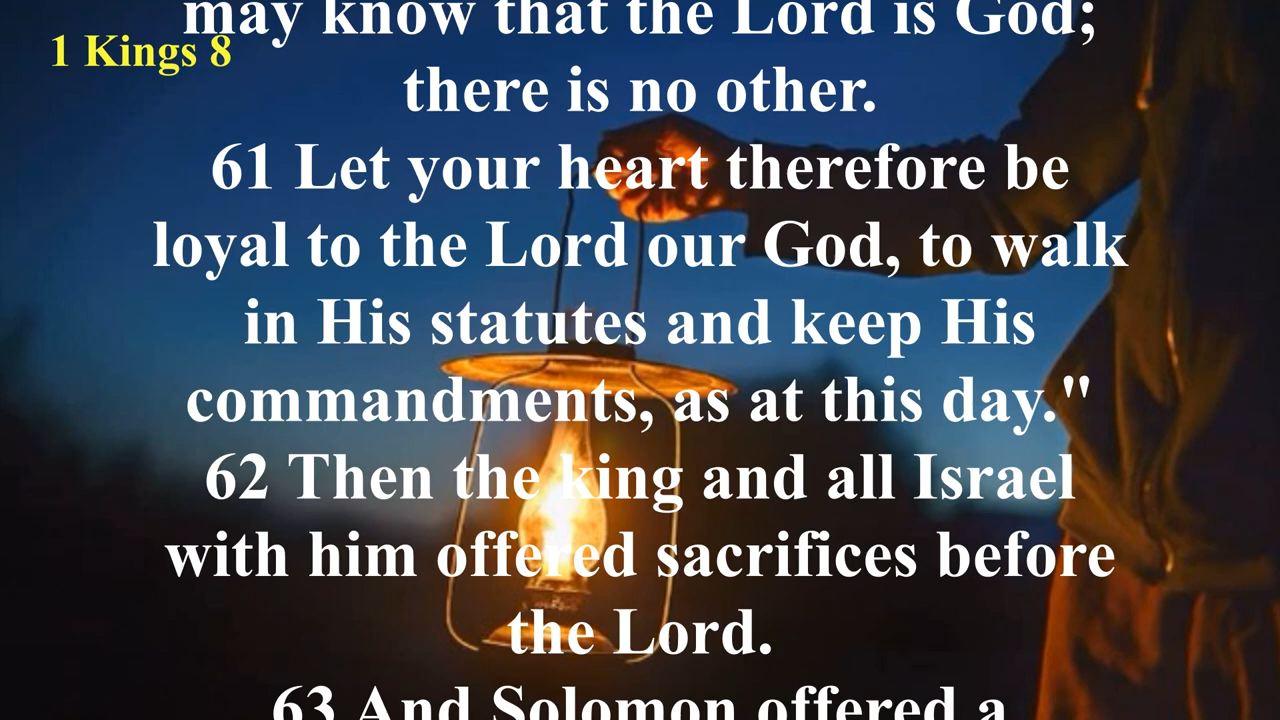 may know that the Lord is God;
1 Kings 8
there is no other.
61 Let your heart therefore be
loyal to the Lord our God, to walk
in His statutes and keep His
commandments, as at this day."
62 Then the king and all Israel
with him offered sacrifices before
the Lord.
63 And Solomon offered a